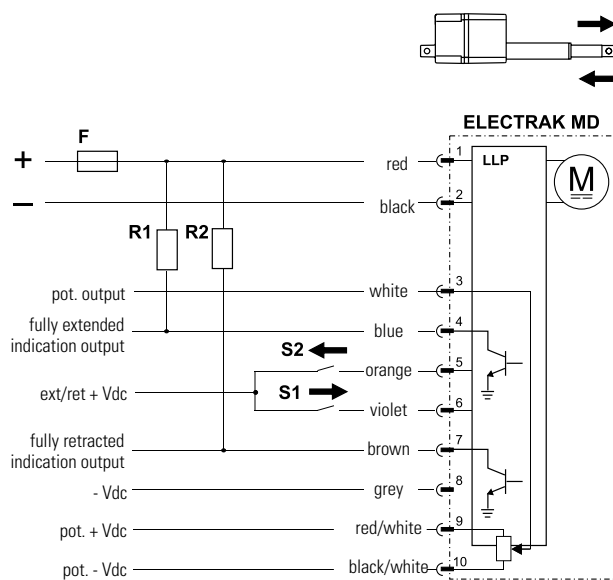 ELECTRAK MD
F
+
red
1
LLP
M
–
black
2
R1
R2
pot. output
white
3
fully extended
indication output
blue
4
S2
orange
5
ext/ret + Vdc
S1
violet
6
fully retracted
indication output
brown
7
- Vdc
grey
8
pot. + Vdc
red/white
9
pot. - Vdc
black/white
10